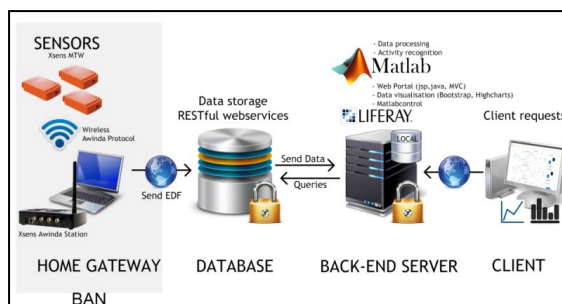 SENSORS
Xsens MTW
Wireless
Awinda Protocol
Xsens Awinda Station
Send EDF
Data storage
RESTful webservices
Send Data
Queries
- Data processing
- Activity recognition
Matlab
- Web Portal (jsp,java, MVC)
- Data visualisation (Bootstrap, Highcharts)
- Matlabcontrol
LIFERAY.
LOCAL
Client requests
HOME GATEWAY
DATABASE
BACK-END SERVER
CLIENT
BAN